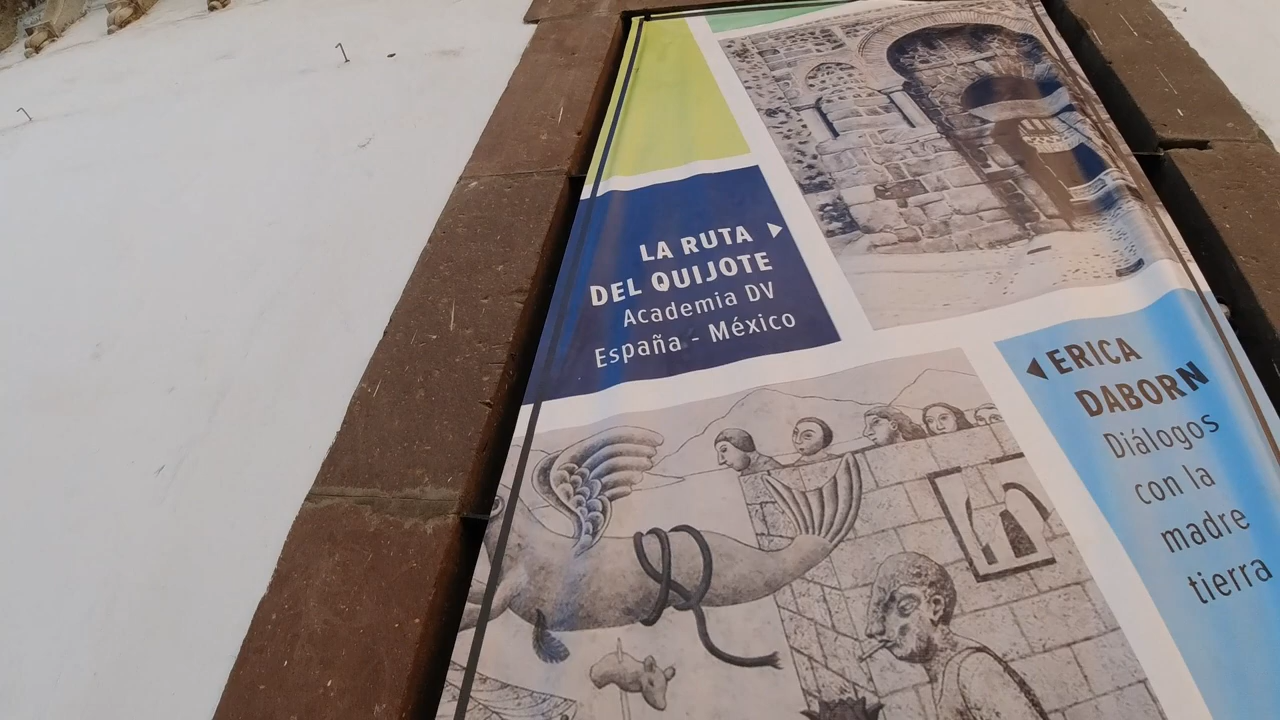 LA RUTA
DEL QUIJOTE
Academia DV
España - México
ERICA
DABORN
Diálogos
con la
madre
tierra